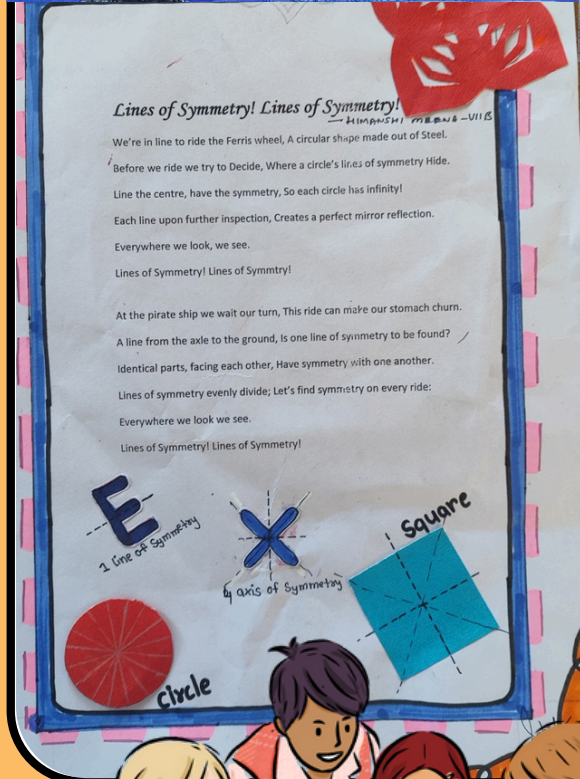 Lines of Symmetry! Lines of Symmetry!
— HIMANSHI MEENA - VII B
We're in line to ride the Ferris wheel, A circular shape made out of Steel.
Before we ride we try to Decide, Where a circle's lines of symmetry Hide.
Line the centre, have the symmetry, So each circle has infinity!
Each line upon further inspection, Creates a perfect mirror reflection.
Everywhere we look, we see.
Lines of Symmetry! Lines of Symmtry!
At the pirate ship we wait our turn, This ride can make our stomach churn.
A line from the axle to the ground, Is one line of symmetry to be found?
Identical parts, facing each other, Have symmetry with one another.
Lines of symmetry evenly divide; Let's find symmetry on every ride:
Everywhere we look we see.
Lines of Symmetry! Lines of Symmetry!
E
1 line of Symmetry
X
4 axis of Symmetry
square
circle